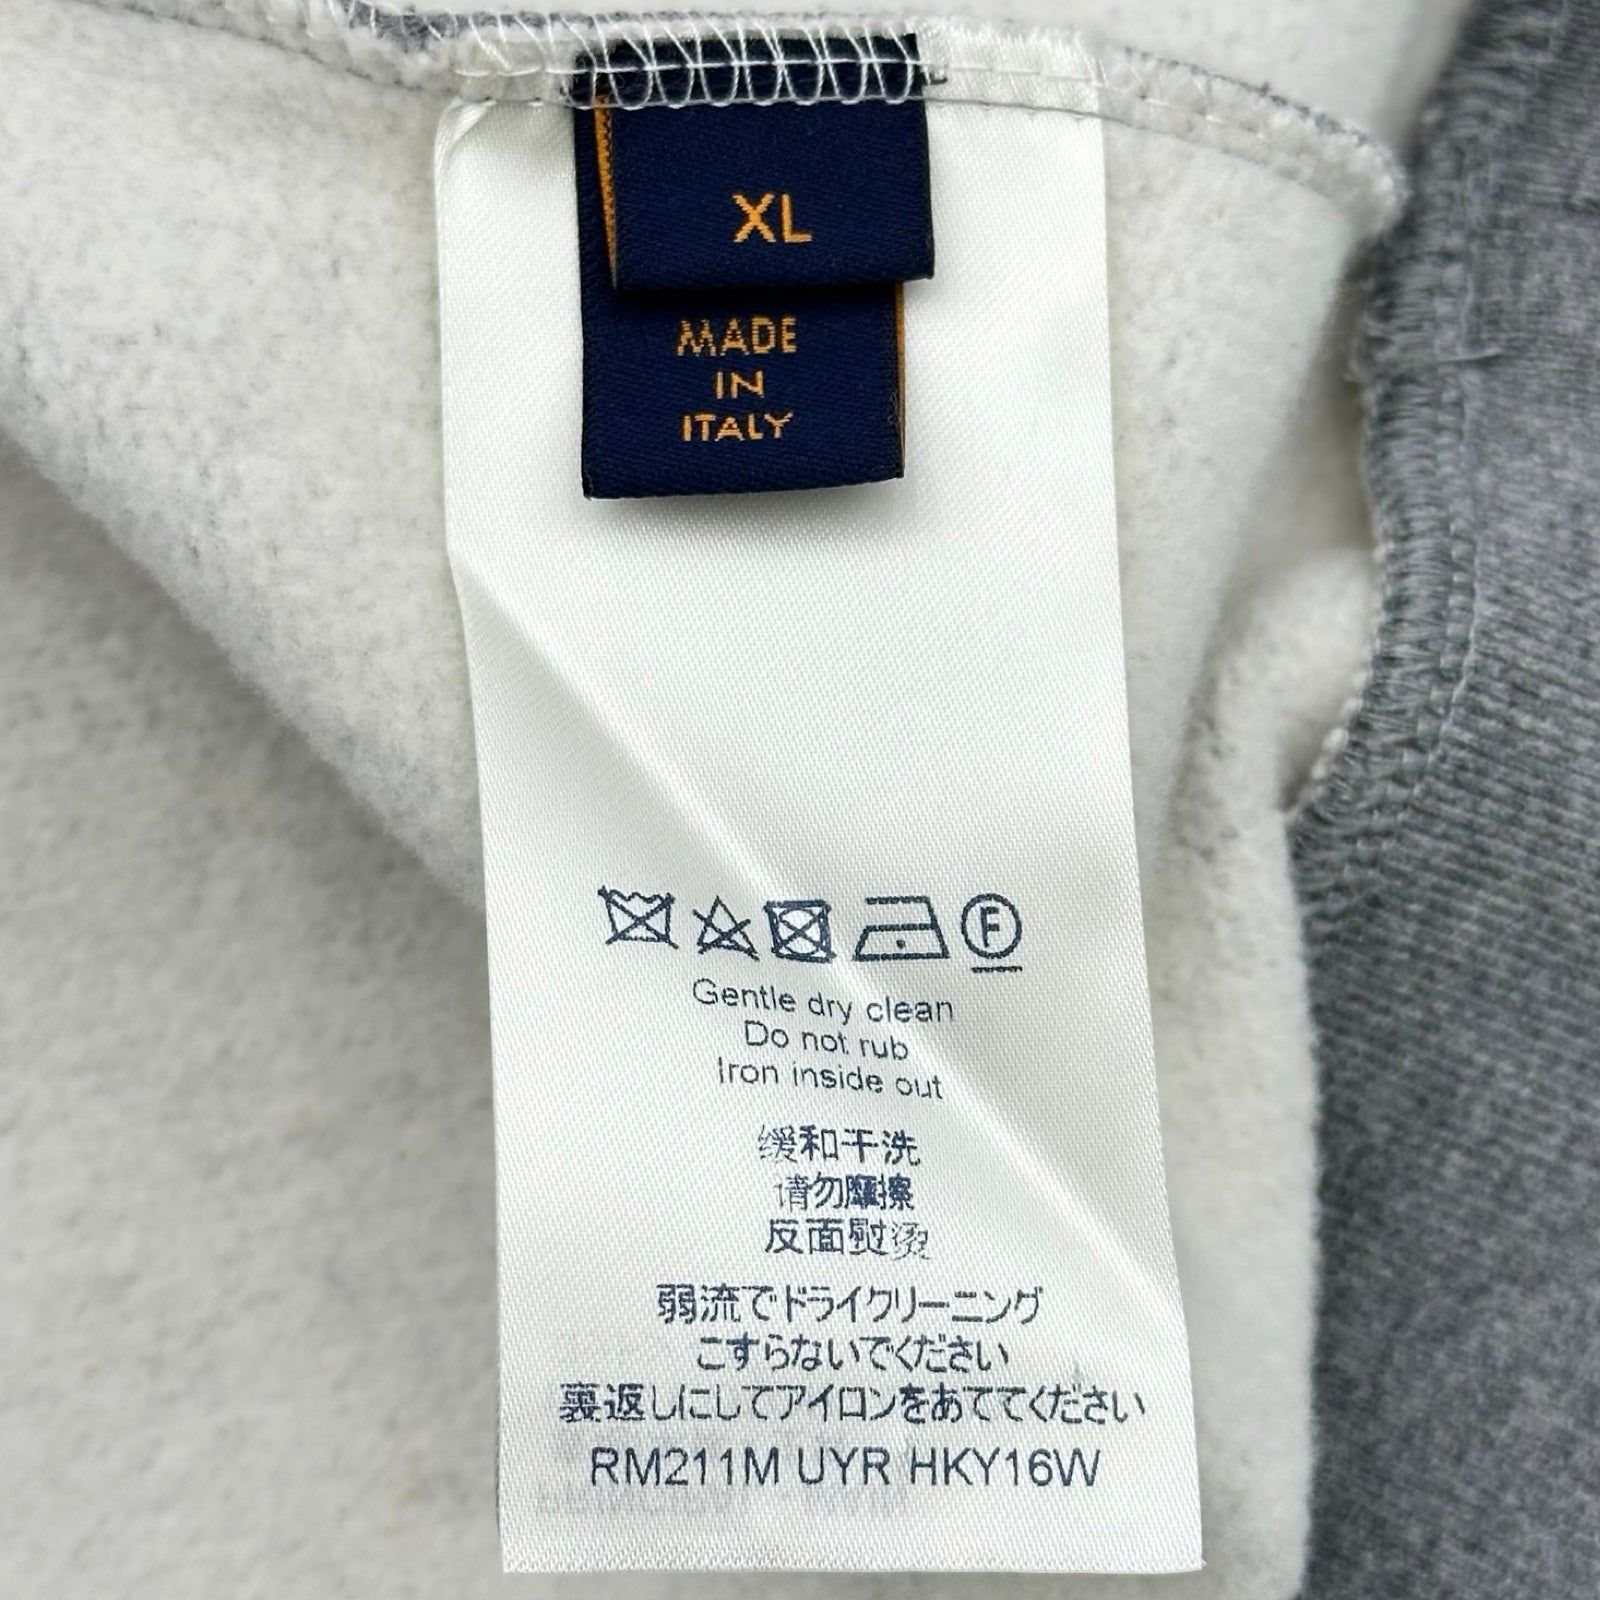 XL
MADE
IN
ITALY
F
Gentle dry clean
Do not rub
Iron inside out
缓和干洗
请勿摩擦
反面熨烫
弱流でドライクリーニング
こすらないでください
裏返しにしてアイロンをあててください
RM211M UYR HKY16W